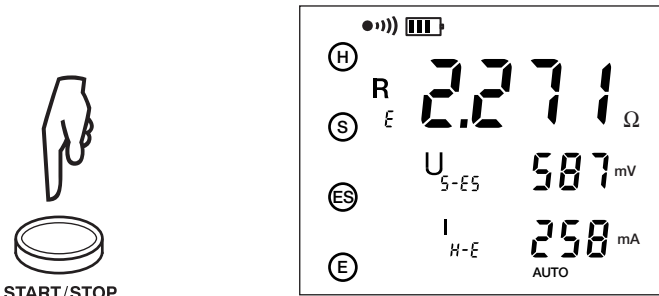 H
R E 2.271 Ω
S
U S-ES 587 mV
ES
I H-E 258 mA
AUTO
E
START/STOP